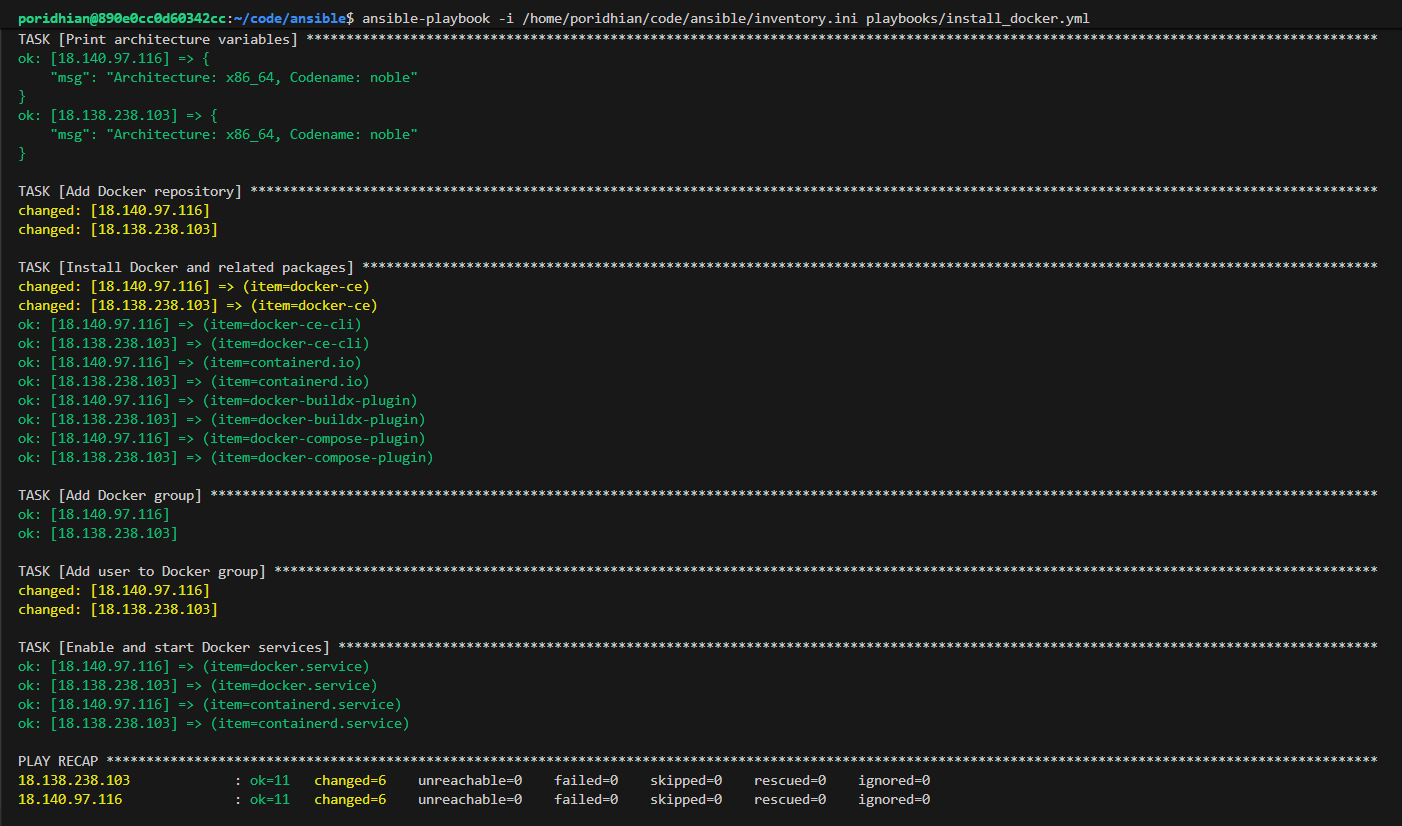 poridhian@890e0cc0d60342cc:~/code/ansible$ ansible-playbook -i /home/poridhian/code/ansible/inventory.ini playbooks/install_docker.yml
TASK [Print architecture variables] **************************************************************************************************************************************
ok: [18.140.97.116] => {
    "msg": "Architecture: x86_64, Codename: noble"
}
ok: [18.138.238.103] => {
    "msg": "Architecture: x86_64, Codename: noble"
}

TASK [Add Docker repository] *********************************************************************************************************************************************
changed: [18.140.97.116]
changed: [18.138.238.103]

TASK [Install Docker and related packages] *******************************************************************************************************************************
changed: [18.140.97.116] => (item=docker-ce)
changed: [18.138.238.103] => (item=docker-ce)
ok: [18.140.97.116] => (item=docker-ce-cli)
ok: [18.138.238.103] => (item=docker-ce-cli)
ok: [18.140.97.116] => (item=containerd.io)
ok: [18.138.238.103] => (item=containerd.io)
ok: [18.140.97.116] => (item=docker-buildx-plugin)
ok: [18.138.238.103] => (item=docker-buildx-plugin)
ok: [18.140.97.116] => (item=docker-compose-plugin)
ok: [18.138.238.103] => (item=docker-compose-plugin)

TASK [Add Docker group] **************************************************************************************************************************************************
ok: [18.140.97.116]
ok: [18.138.238.103]

TASK [Add user to Docker group] ******************************************************************************************************************************************
changed: [18.140.97.116]
changed: [18.138.238.103]

TASK [Enable and start Docker services] **********************************************************************************************************************************
ok: [18.140.97.116] => (item=docker.service)
ok: [18.138.238.103] => (item=docker.service)
ok: [18.140.97.116] => (item=containerd.service)
ok: [18.138.238.103] => (item=containerd.service)

PLAY RECAP ***************************************************************************************************************************************************************
18.138.238.103             : ok=11   changed=6    unreachable=0    failed=0    skipped=0    rescued=0    ignored=0
18.140.97.116              : ok=11   changed=6    unreachable=0    failed=0    skipped=0    rescued=0    ignored=0